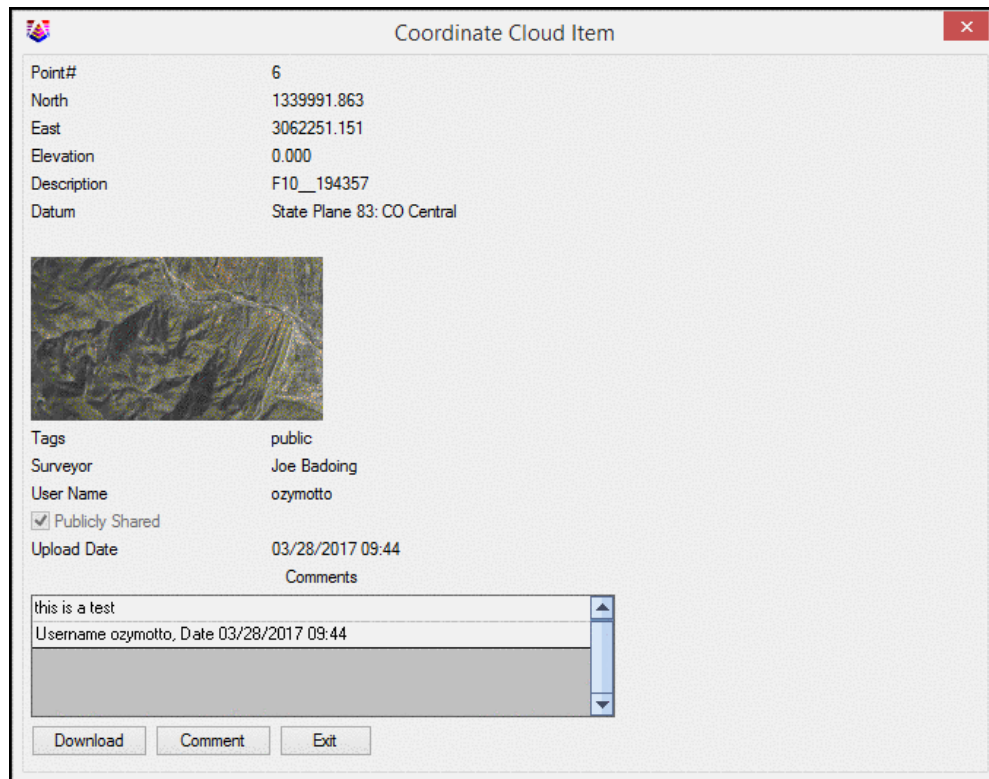 Coordinate Cloud Item
Point# 6
North 1339991.863
East 3062251.151
Elevation 0.000
Description F10__194357
Datum State Plane 83: CO Central
Tags public
Surveyor Joe Badoing
User Name ozymotto
Publicly Shared
Upload Date 03/28/2017 09:44
Comments
this is a test
Username ozymotto, Date 03/28/2017 09:44
Download Comment Exit